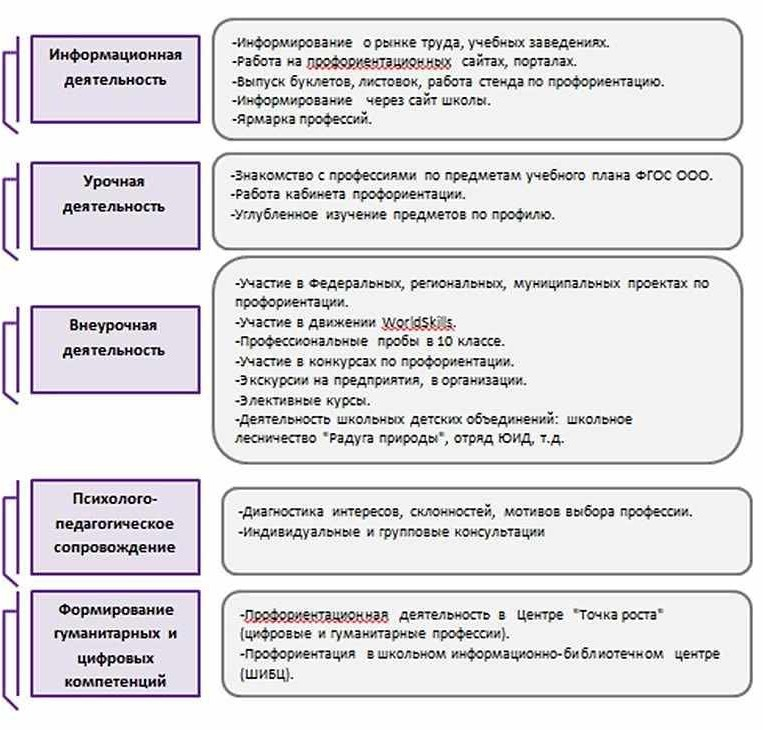 Информационная
деятельность
-Информирование о рынке труда, учебных заведениях.
-Работа на профориентационных сайтах, порталах.
-Выпуск буклетов, листовок, работа стенда по профориентацию.
-Информирование через сайт школы.
-Ярмарка профессий.
Урочная
деятельность
-Знакомство с профессиями по предметам учебного плана ФГОС ООО.
-Работа кабинета профориентации.
-Углубленное изучение предметов по профилю.
Внеурочная
деятельность
-Участие в Федеральных, региональных, муниципальных проектах по
профориентации.
-Участие в движении WorldSkills.
-Профессиональные пробы в 10 классе.
-Участие в конкурсах по профориентации.
-Экскурсии на предприятия, в организации.
-Элективные курсы.
-Деятельность школьных детских объединений: школьное
лесничество "Радуга природы", отряд ЮИД, т.д.
Психолого-
педагогическое
сопровождение
-Диагностика интересов, склонностей, мотивов выбора профессии.
-Индивидуальные и групповые консультации
Формирование
гуманитарных и
цифровых
компетенций
-Профориентационная деятельность в Центре "Точка роста"
(цифровые и гуманитарные профессии).
-Профориентация в школьном информационно-библиотечном центре
(ШИБЦ).